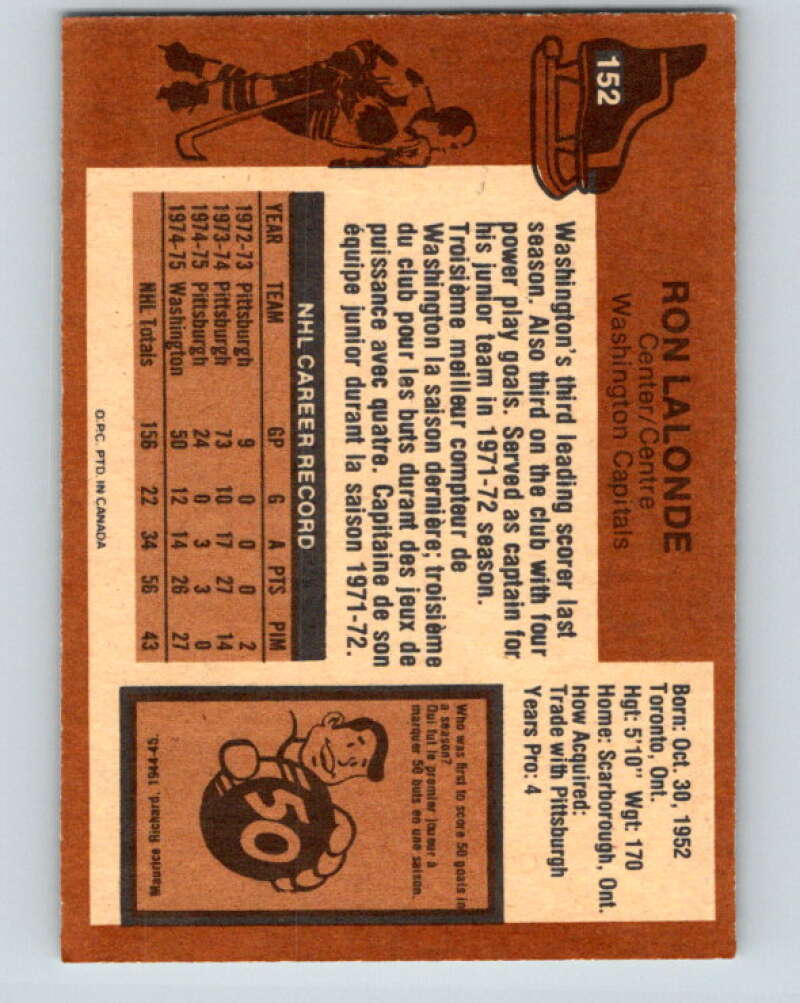 152
RON LALONDE
Center/Centre
Washington Capitals
Born: Oct. 30, 1952
Toronto, Ont.
Hgt: 5'10" Wgt: 170
Home: Scarborough, Ont.
How Acquired:
Trade with Pittsburgh
Years Pro: 4
Washington's third leading scorer last
season. Also third on the club with four
power play goals. Served as captain for
his junior team in 1971-72 season.
Troisième meilleur compteur de
Washington la saison dernière; troisième
du club pour les buts durant des jeux de
puissance avec quatre. Capitaine de son
équipe junior durant la saison 1971-72.
NHL CAREER RECORD
YEAR TEAM GP G A PTS PIM
1972-73 Pittsburgh 9 0 0 0 2
1973-74 Pittsburgh 73 10 17 27 14
1974-75 Pittsburgh 24 0 3 3 0
1974-75 Washington 50 12 14 26 27
NHL Totals 156 22 34 56 43
Who was first to score 50 goals in
a season?
Qui fut le premier joueur à
marquer 50 buts en une saison.
50
Maurice Richard, 1944-45.
O.P.C. PTD. IN CANADA